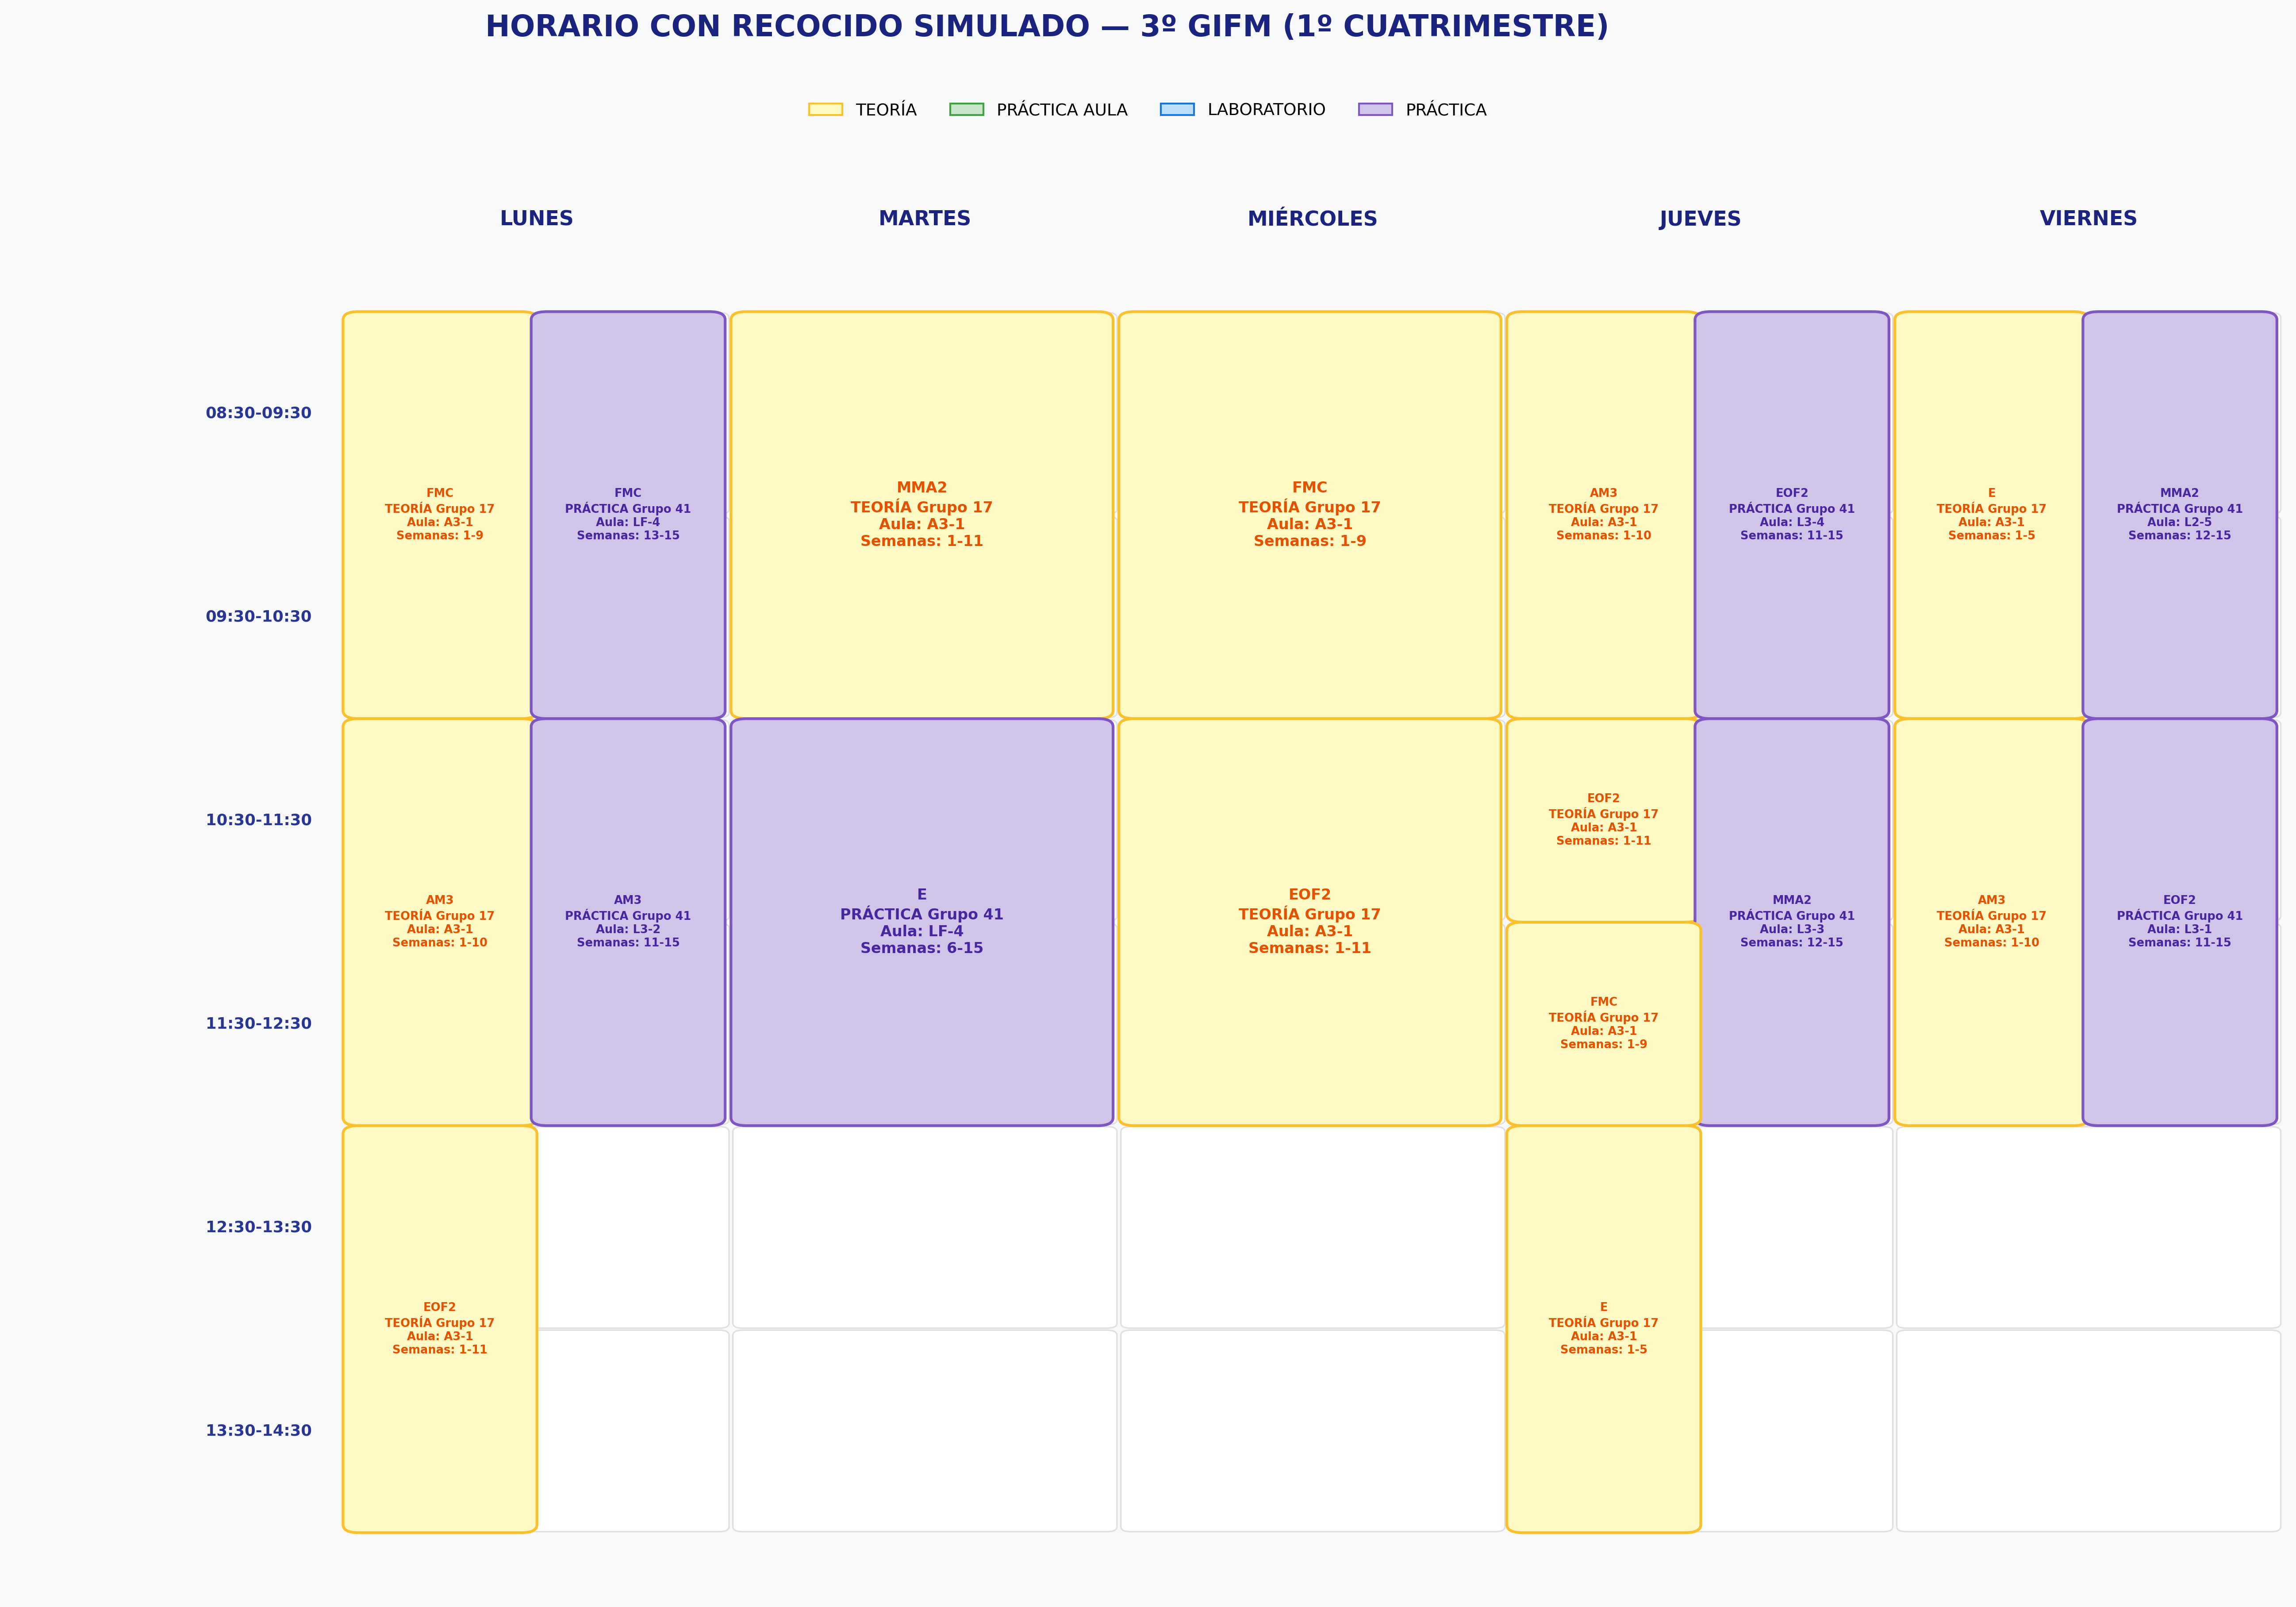 HORARIO CON RECOCIDO SIMULADO — 3º GIFM (1º CUATRIMESTRE)
TEORÍA
PRÁCTICA AULA
LABORATORIO
PRÁCTICA
LUNES
MARTES
MIÉRCOLES
JUEVES
VIERNES
08:30-09:30
09:30-10:30
FMC
TEORÍA Grupo 17
Aula: A3-1
Semanas: 1-9
FMC
PRÁCTICA Grupo 41
Aula: LF-4
Semanas: 13-15
MMA2
TEORÍA Grupo 17
Aula: A3-1
Semanas: 1-11
FMC
TEORÍA Grupo 17
Aula: A3-1
Semanas: 1-9
AM3
TEORÍA Grupo 17
Aula: A3-1
Semanas: 1-10
EOF2
PRÁCTICA Grupo 41
Aula: L3-4
Semanas: 11-15
E
TEORÍA Grupo 17
Aula: A3-1
Semanas: 1-5
MMA2
PRÁCTICA Grupo 41
Aula: L2-5
Semanas: 12-15
10:30-11:30
11:30-12:30
AM3
TEORÍA Grupo 17
Aula: A3-1
Semanas: 1-10
AM3
PRÁCTICA Grupo 41
Aula: L3-2
Semanas: 11-15
E
PRÁCTICA Grupo 41
Aula: LF-4
Semanas: 6-15
EOF2
TEORÍA Grupo 17
Aula: A3-1
Semanas: 1-11
EOF2
TEORÍA Grupo 17
Aula: A3-1
Semanas: 1-11
FMC
TEORÍA Grupo 17
Aula: A3-1
Semanas: 1-9
MMA2
PRÁCTICA Grupo 41
Aula: L3-3
Semanas: 12-15
AM3
TEORÍA Grupo 17
Aula: A3-1
Semanas: 1-10
EOF2
PRÁCTICA Grupo 41
Aula: L3-1
Semanas: 11-15
12:30-13:30
13:30-14:30
EOF2
TEORÍA Grupo 17
Aula: A3-1
Semanas: 1-11
E
TEORÍA Grupo 17
Aula: A3-1
Semanas: 1-5